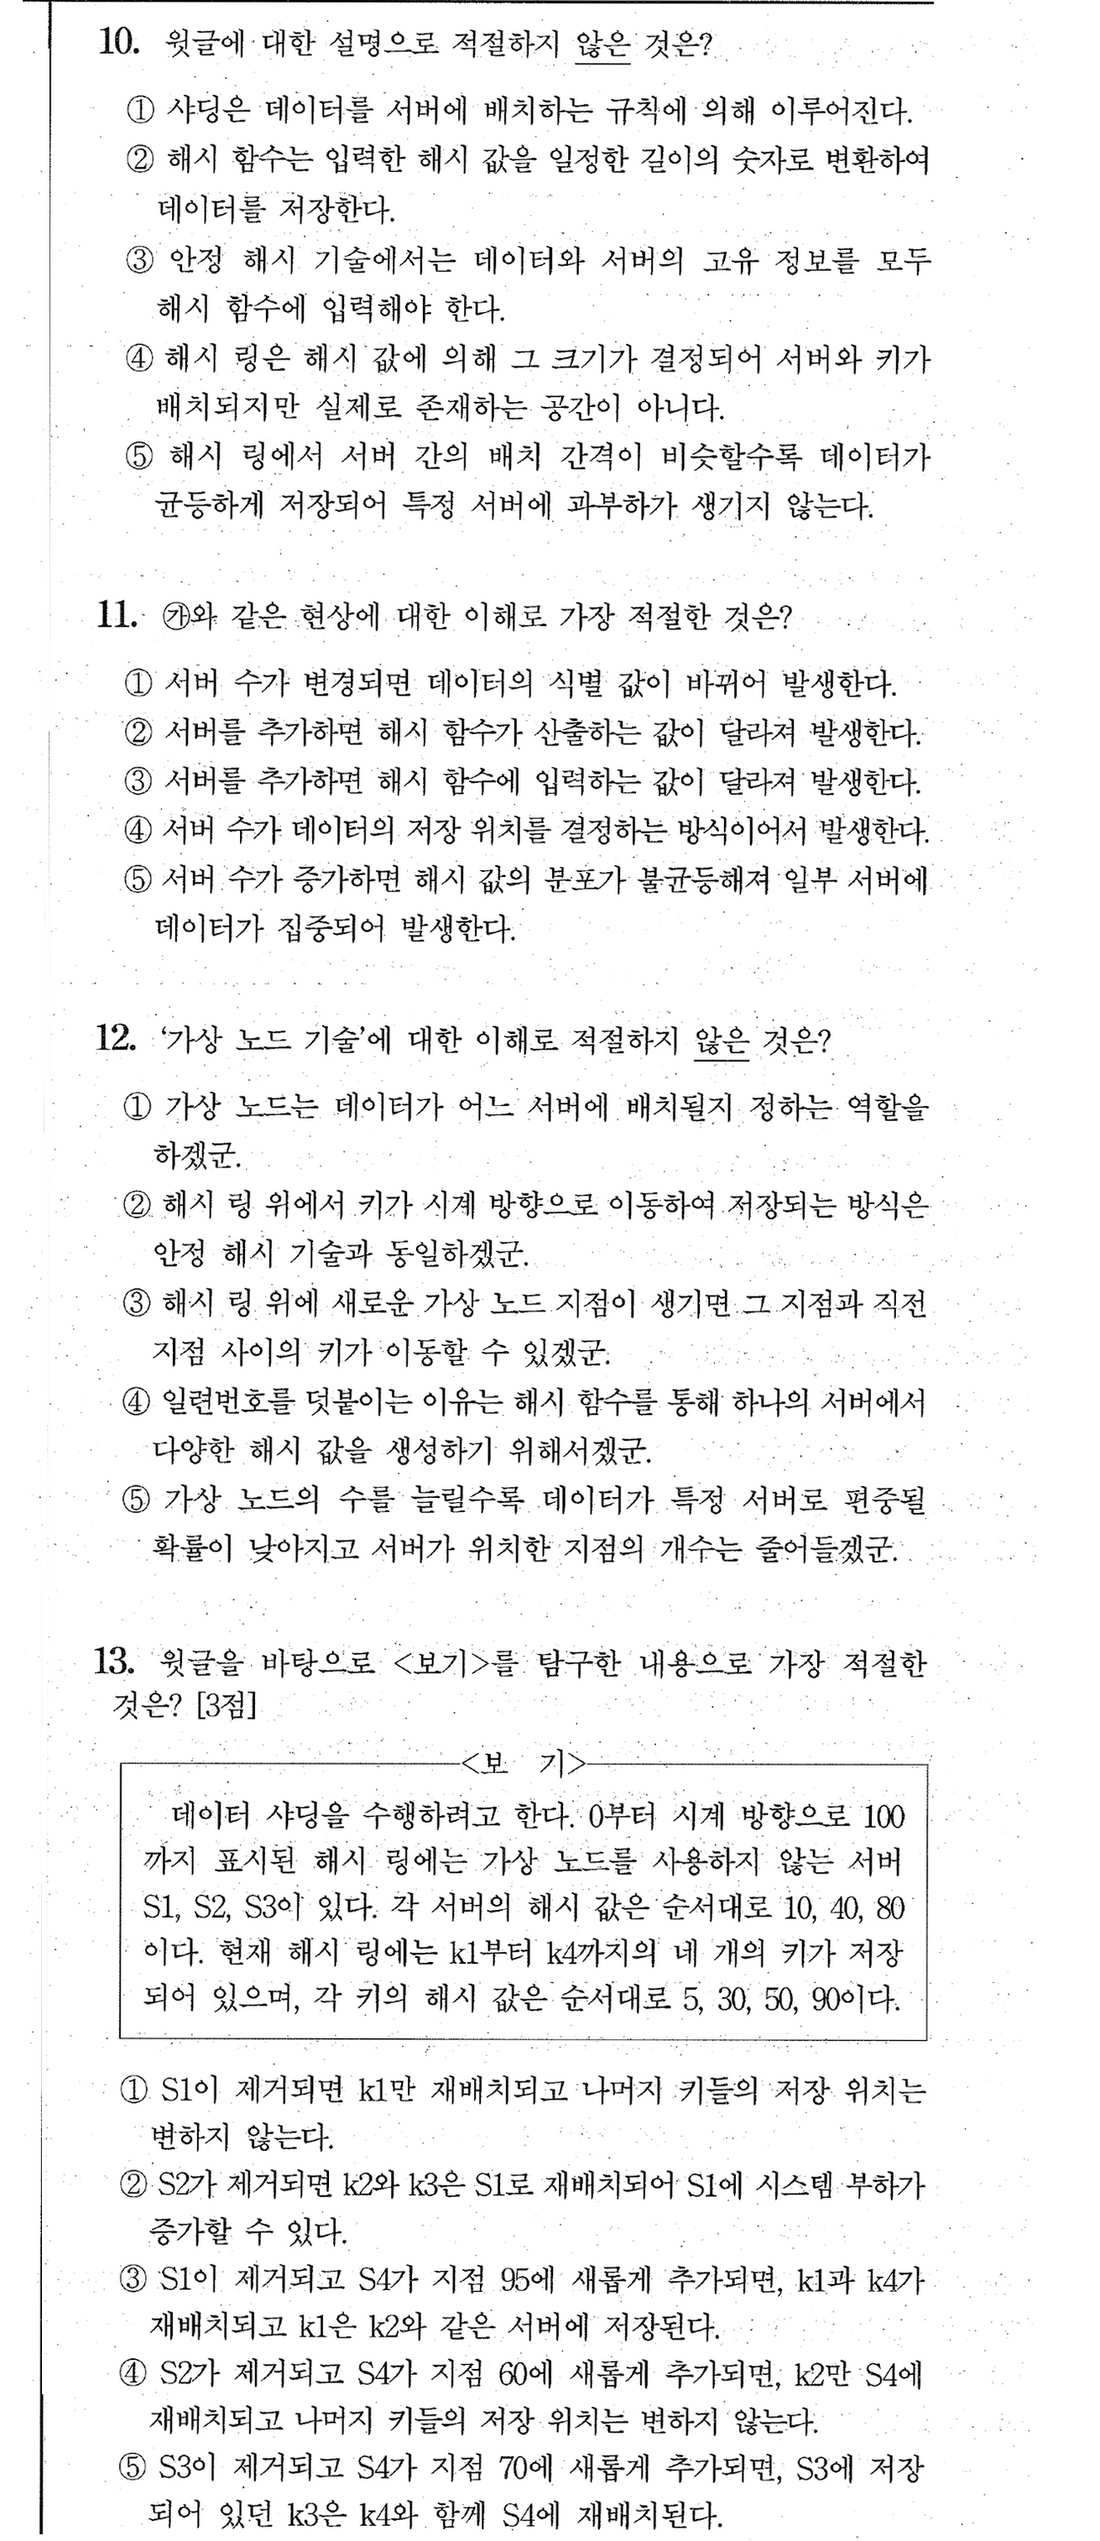 10. 윗글에 대한 설명으로 적절하지 않은 것은?
① 샤딩은 데이터를 서버에 배치하는 규칙에 의해 이루어진다.
② 해시 함수는 입력한 해시 값을 일정한 길이의 숫자로 변환하여
데이터를 저장한다.
③ 안정 해시 기술에서는 데이터와 서버의 고유 정보를 모두
해시 함수에 입력해야 한다.
④ 해시 링은 해시 값에 의해 그 크기가 결정되어 서버와 키가
배치되지만 실제로 존재하는 공간이 아니다.
⑤ 해시 링에서 서버 간의 배치 간격이 비슷할수록 데이터가
균등하게 저장되어 특정 서버에 과부하가 생기지 않는다.
11. ㉮와 같은 현상에 대한 이해로 가장 적절한 것은?
① 서버 수가 변경되면 데이터의 식별 값이 바뀌어 발생한다.
② 서버를 추가하면 해시 함수가 산출하는 값이 달라져 발생한다.
③ 서버를 추가하면 해시 함수에 입력하는 값이 달라져 발생한다.
④ 서버 수가 데이터의 저장 위치를 결정하는 방식이어서 발생한다.
⑤ 서버 수가 증가하면 해시 값의 분포가 불균등해져 일부 서버에
데이터가 집중되어 발생한다.
12. ‘가상 노드 기술’에 대한 이해로 적절하지 않은 것은?
① 가상 노드는 데이터가 어느 서버에 배치될지 정하는 역할을
하겠군.
② 해시 링 위에서 키가 시계 방향으로 이동하여 저장되는 방식은
안정 해시 기술과 동일하겠군.
③ 해시 링 위에 새로운 가상 노드 지점이 생기면 그 지점과 직전
지점 사이의 키가 이동할 수 있겠군.
④ 일련번호를 덧붙이는 이유는 해시 함수를 통해 하나의 서버에서
다양한 해시 값을 생성하기 위해서겠군.
⑤ 가상 노드의 수를 늘릴수록 데이터가 특정 서버로 편중될
확률이 낮아지고 서버가 위치한 지점의 개수는 줄어들겠군.
13. 윗글을 바탕으로 <보기>를 탐구한 내용으로 가장 적절한
것은? [3점]
<보 기>
데이터 샤딩을 수행하려고 한다. 0부터 시계 방향으로 100
까지 표시된 해시 링에는 가상 노드를 사용하지 않는 서버
S1, S2, S3이 있다. 각 서버의 해시 값은 순서대로 10, 40, 80
이다. 현재 해시 링에는 k1부터 k4까지의 네 개의 키가 저장
되어 있으며, 각 키의 해시 값은 순서대로 5, 30, 50, 90이다.
① S1이 제거되면 k1만 재배치되고 나머지 키들의 저장 위치는
변하지 않는다.
② S2가 제거되면 k2와 k3은 S1로 재배치되어 S1에 시스템 부하가
증가할 수 있다.
③ S1이 제거되고 S4가 지점 95에 새롭게 추가되면, k1과 k4가
재배치되고 k1은 k2와 같은 서버에 저장된다.
④ S2가 제거되고 S4가 지점 60에 새롭게 추가되면, k2만 S4에
재배치되고 나머지 키들의 저장 위치는 변하지 않는다.
⑤ S3이 제거되고 S4가 지점 70에 새롭게 추가되면, S3에 저장
되어 있던 k3은 k4와 함께 S4에 재배치된다.